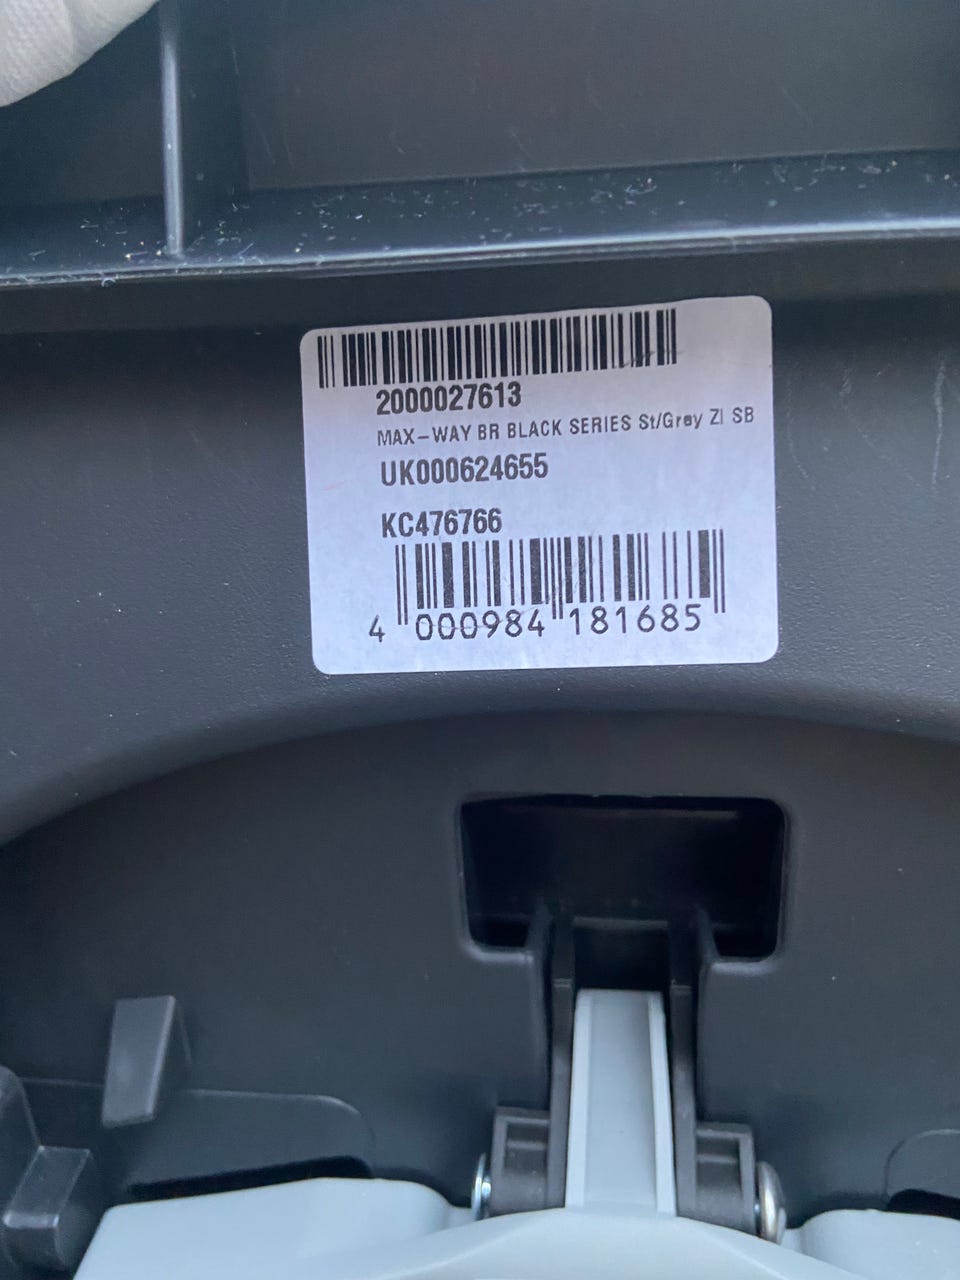 2000027613
MAX-WAY BR BLACK SERIES St/Grey ZI SB
UK000624655
KC476766
4 000984 181685